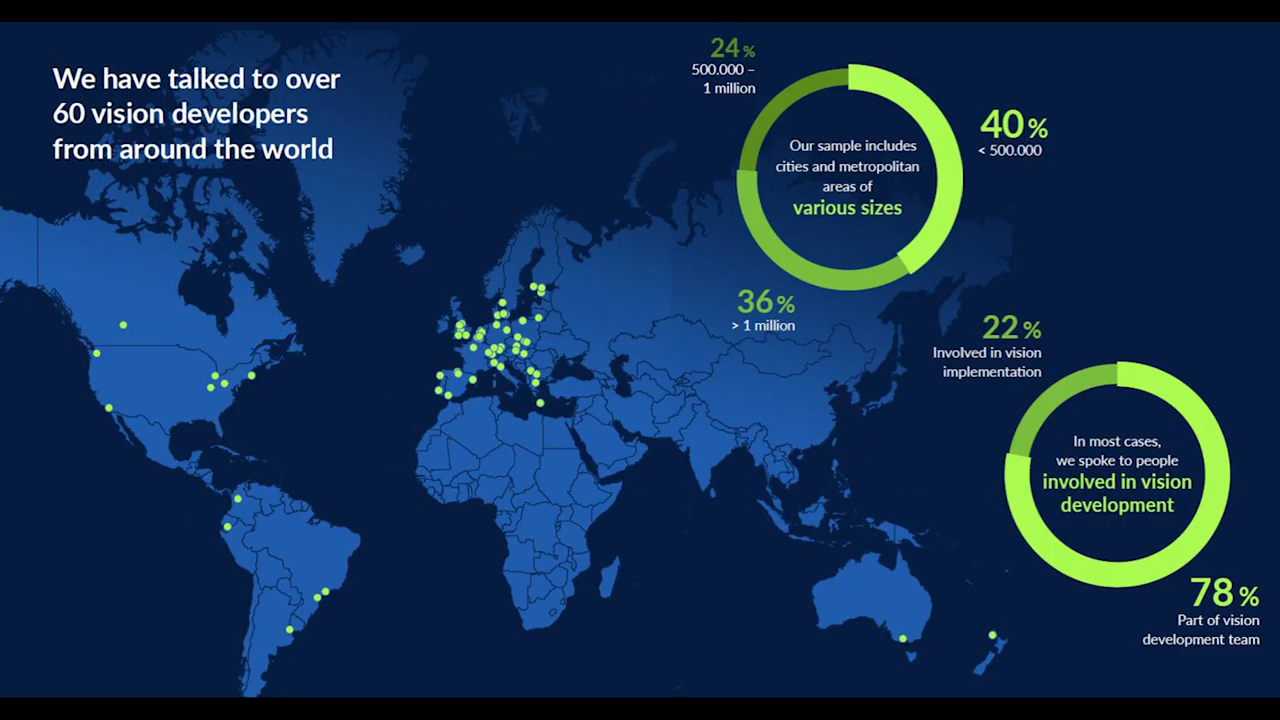 We have talked to over
60 vision developers
from around the world
24 %
500.000 –
1 million
Our sample includes
cities and metropolitan
areas of
various sizes
40 %
< 500.000
36 %
> 1 million
22 %
Involved in vision
implementation
In most cases,
we spoke to people
involved in vision
development
78 %
Part of vision
development team